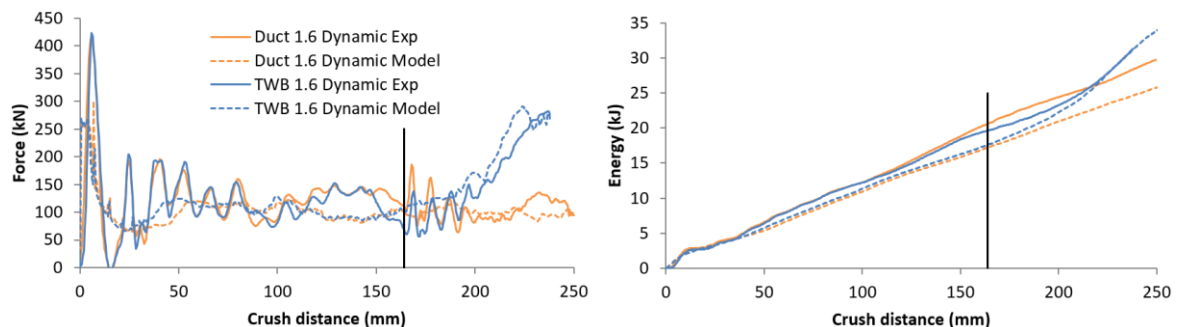 450
400
350
300
250
200
150
100
50
0
Force (kN)
Duct 1.6 Dynamic Exp
Duct 1.6 Dynamic Model
TWB 1.6 Dynamic Exp
TWB 1.6 Dynamic Model
0 50 100 150 200 250
Crush distance (mm)
35
30
25
20
15
10
5
0
Energy (kJ)
0 50 100 150 200 250
Crush distance (mm)